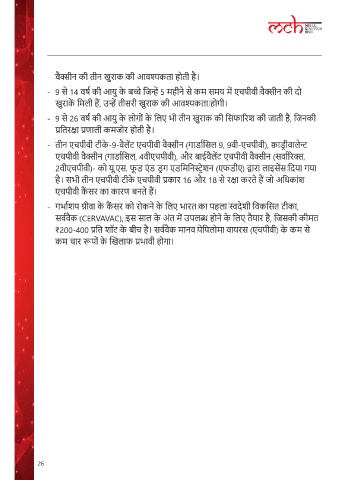 mch
वैक्सीन की तीन खुराक की आवश्यकता होती है।
- 9 से 14 वर्ष की आयु के बच्चे जिन्हें 5 महीने से कम समय में एचपीवी वैक्सीन की दो
खुराकें मिली हैं, उन्हें तीसरी खुराक की आवश्यकता होगी।
- 9 से 26 वर्ष की आयु के लोगों के लिए भी तीन खुराक की सिफारिश की जाती है, जिनकी
प्रतिरक्षा प्रणाली कमजोर होती है।
- तीन एचपीवी टीके-9-वैलेंट एचपीवी वैक्सीन (गार्डासिल 9, 9वी-एचपीवी), क्वाड्रीवालेन्ट
एचपीवी वैक्सीन (गार्डासिल, 4वीएचपीवी), और बाईवैलेंट एचपीवी वैक्सीन (सर्वारिक्स,
2वीएचपीवी)- को यू.एस. फूड एंड ड्रग एडमिनिस्ट्रेशन (एफडीए) द्वारा लाइसेंस दिया गया
है। सभी तीन एचपीवी टीके एचपीवी प्रकार 16 और 18 से रक्षा करते हैं जो अधिकांश
एचपीवी कैंसर का कारण बनते हैं।
- गर्भाशय ग्रीवा के कैंसर को रोकने के लिए भारत का पहला स्वदेशी विकसित टीका,
सर्ववैक (CERVAVAC), इस साल के अंत में उपलब्ध होने के लिए तैयार है, जिसकी कीमत
₹200-400 प्रति शॉट के बीच है। सर्ववैक मानव पेपिलोमा वायरस (एचपीवी) के कम से
कम चार रूपों के खिलाफ प्रभावी होगा।
26